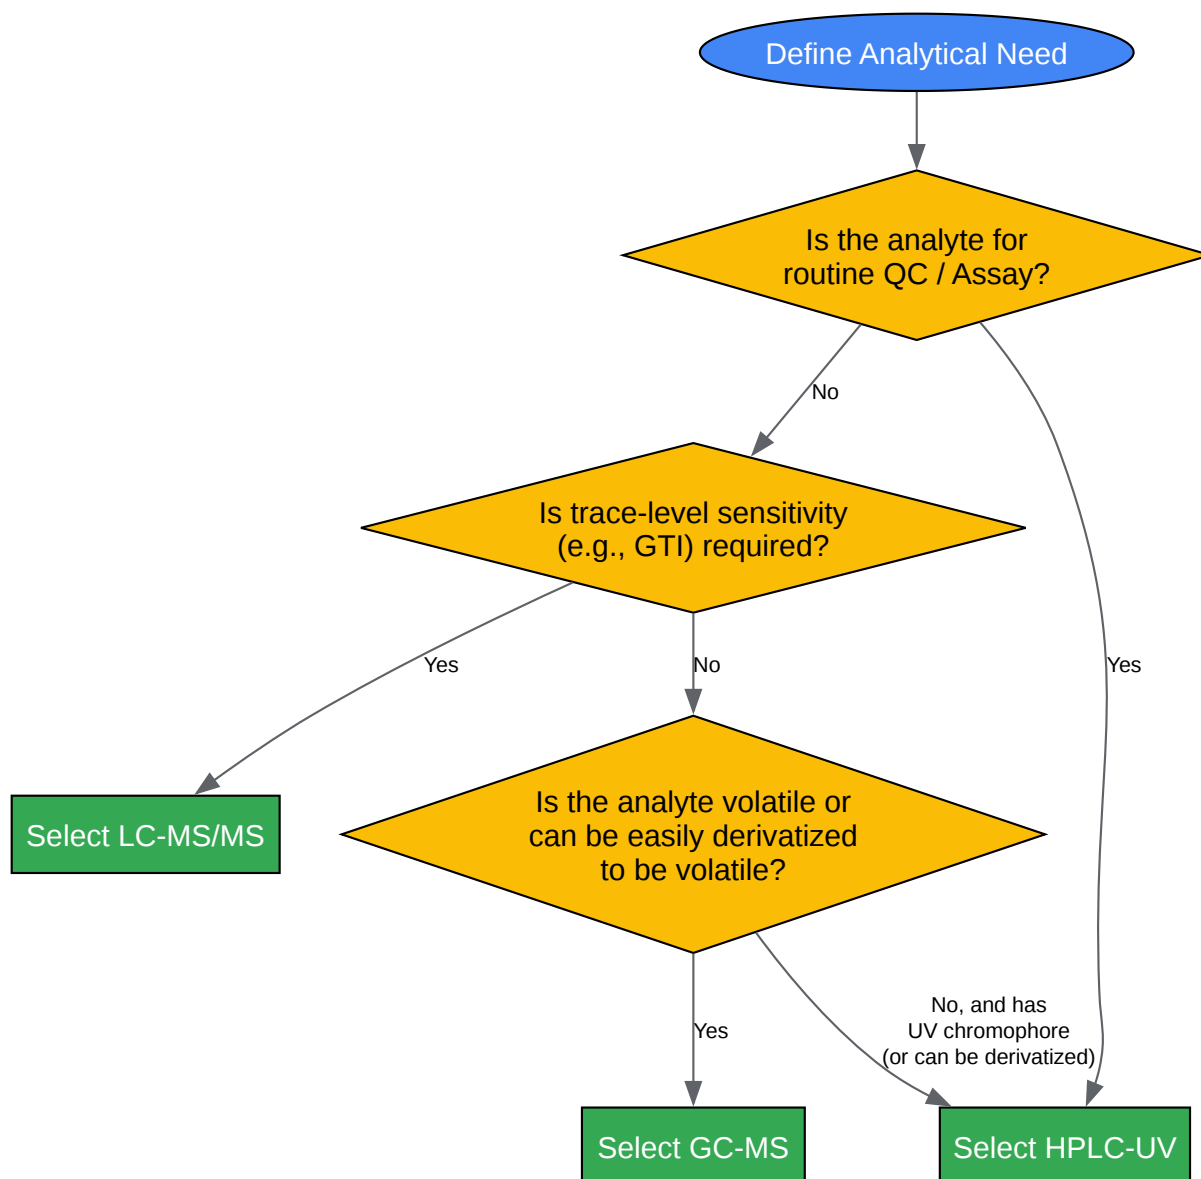 Define Analytical Need
Is the analyte for
routine QC / Assay?
No
Is trace-level sensitivity
(e.g., GTI) required?
Yes
No
Yes
Is the analyte volatile or
can be easily derivatized
to be volatile?
Select LC-MS/MS
No, and has
UV chromophore
(or can be derivatized)
Yes
Select GC-MS
Select HPLC-UV